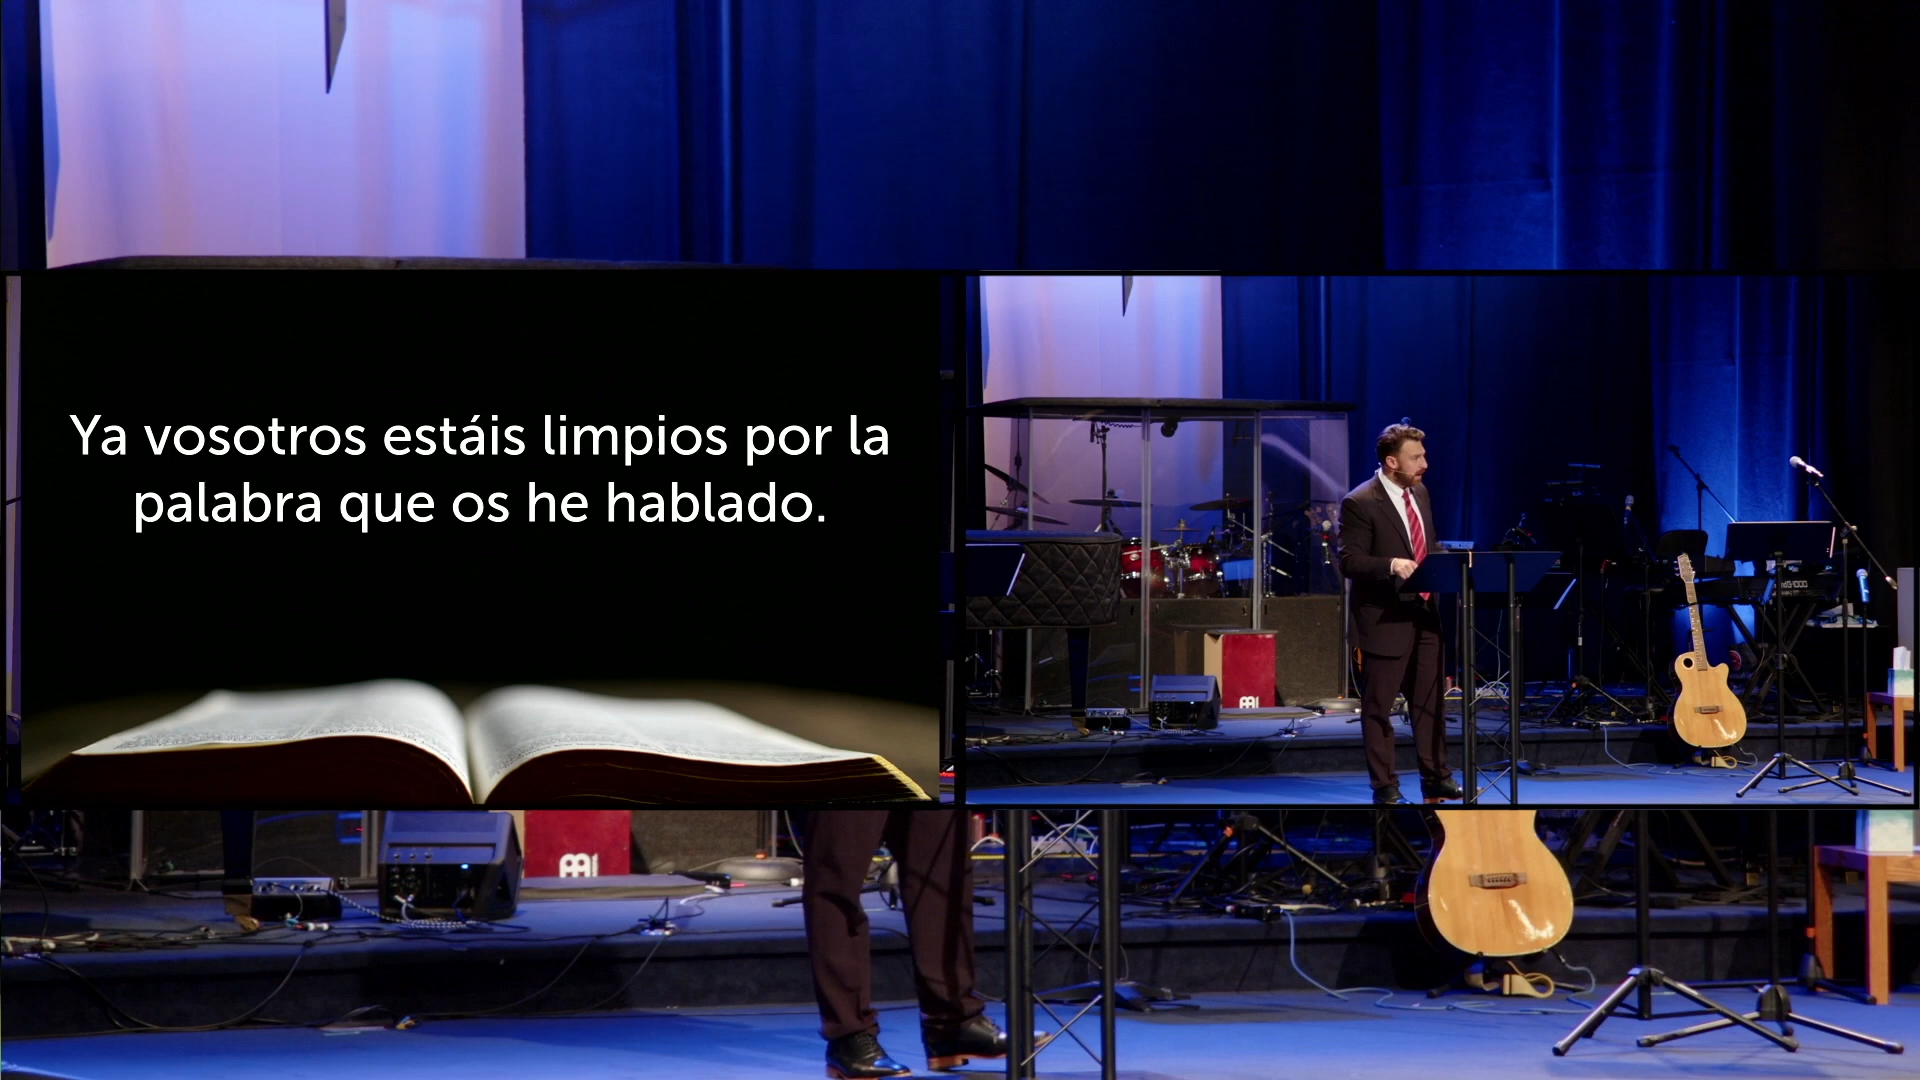 Ya vosotros estáis limpios por la
palabra que os he hablado.